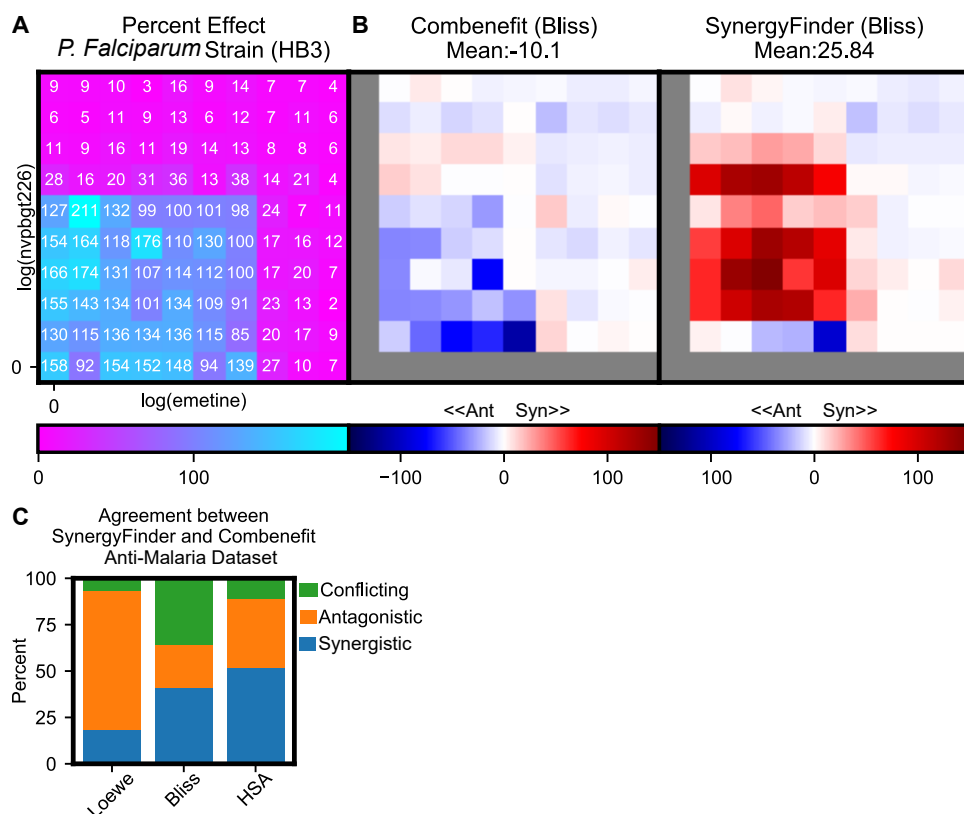 A
Percent Effect
P. Falciparum Strain (HB3)
B
Combenefit (Bliss)
Mean:-10.1
SynergyFinder (Bliss)
Mean:25.84
log(nvpbgt226)
9 9 10 3 16 9 14 7 7 4
6 5 11 9 13 6 12 7 11 6
11 9 16 11 19 14 13 8 8 6
28 16 20 31 36 13 38 14 21 4
127 211 132 99 100 101 98 24 7 11
154 164 118 176 110 130 100 17 16 12
166 174 131 107 114 112 100 17 20 7
155 143 134 101 134 109 91 23 13 2
130 115 136 134 136 115 85 20 17 9
0 158 92 154 152 148 94 139 27 10 7
0
log(emetine)
<<Ant Syn>>
<<Ant Syn>>
0 100
−100 0 100
100 0 100
C
Agreement between
SynergyFinder and Combenefit
Anti-Malaria Dataset
Percent
100
75
50
25
0
Conflicting
Antagonistic
Synergistic
Loewe
Bliss
HSA